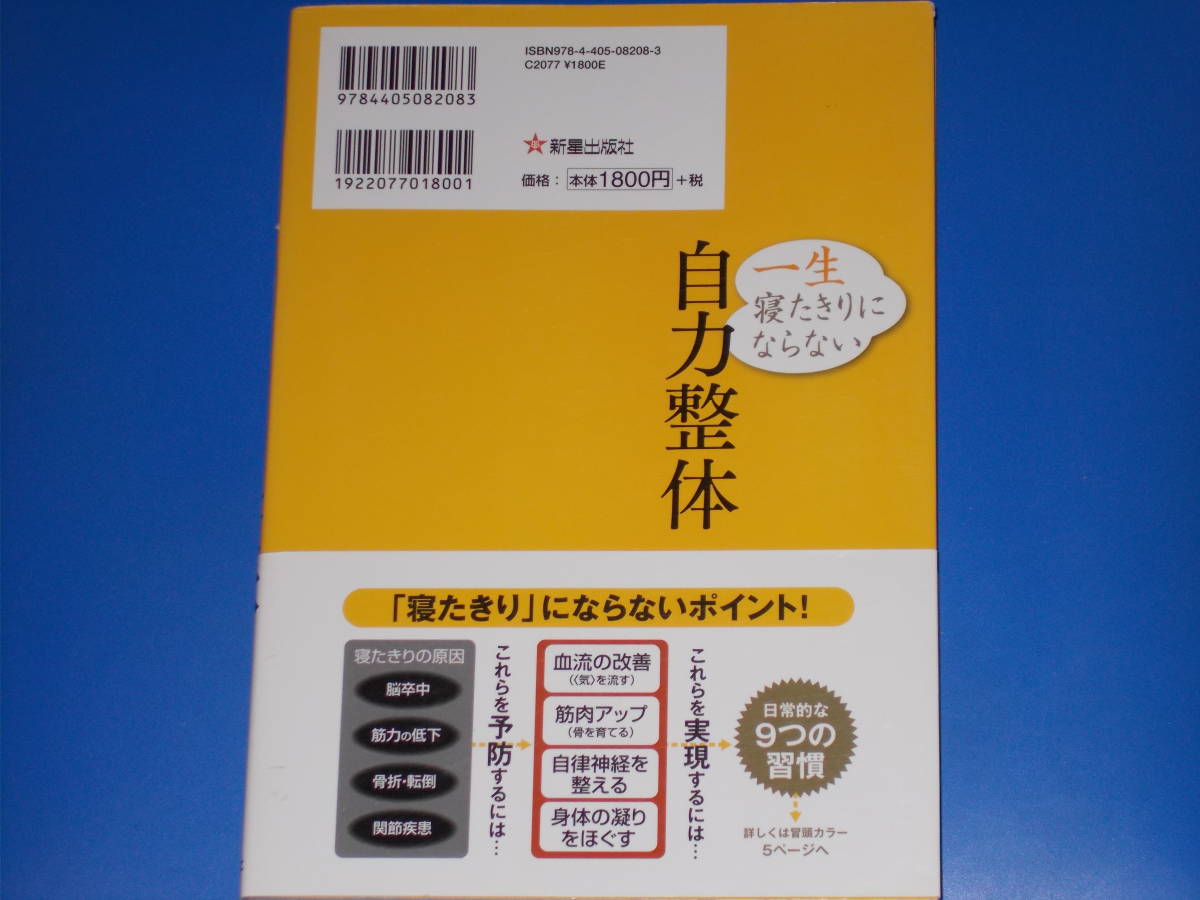 ISBN978-4-405-08208-3
C2077 ¥1800E
9784405082083
1922077018001
新星出版社
価格： 本体1800円 +税
一生
寝たきりに
ならない
自力整体
「寝たきり」にならないポイント!
寝たきりの原因
脳卒中
筋力の低下
骨折・転倒
関節疾患
これらを予防するには…
血流の改善
（〈気〉を流す）
筋肉アップ
（骨を育てる）
自律神経を
整える
身体の凝り
をほぐす
これらを実現するには…
日常的な
9つの
習慣
詳しくは冒頭カラー
5ページへ